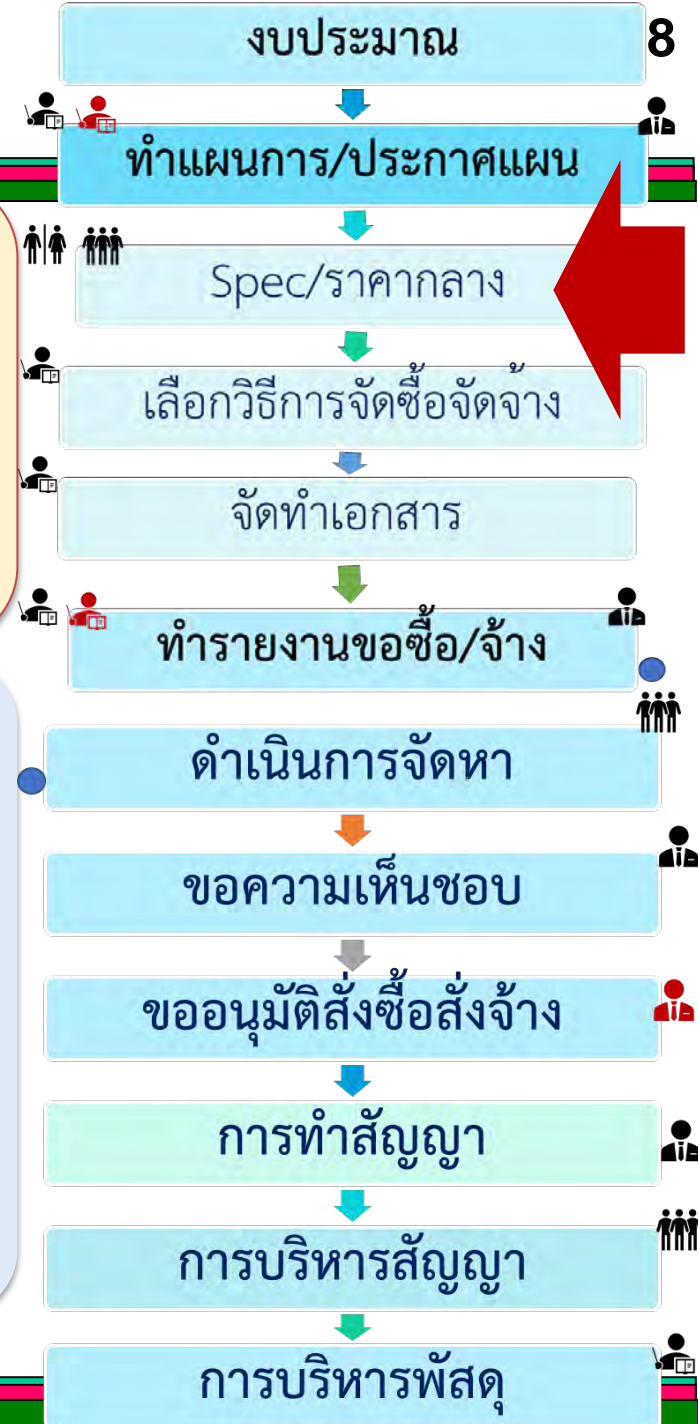 งบประมาณ
8
ทำแผนการ/ประกาศแผน
Spec/ราคากลาง
เลือกวิธีการจัดซื้อจัดจ้าง
จัดทำเอกสาร
ทำรายงานขอซื้อ/จ้าง
ดำเนินการจัดหา
ขอความเห็นชอบ
ขออนุมัติสั่งซื้อสั่งจ้าง
การทำสัญญา
การบริหารสัญญา
การบริหารพัสดุ